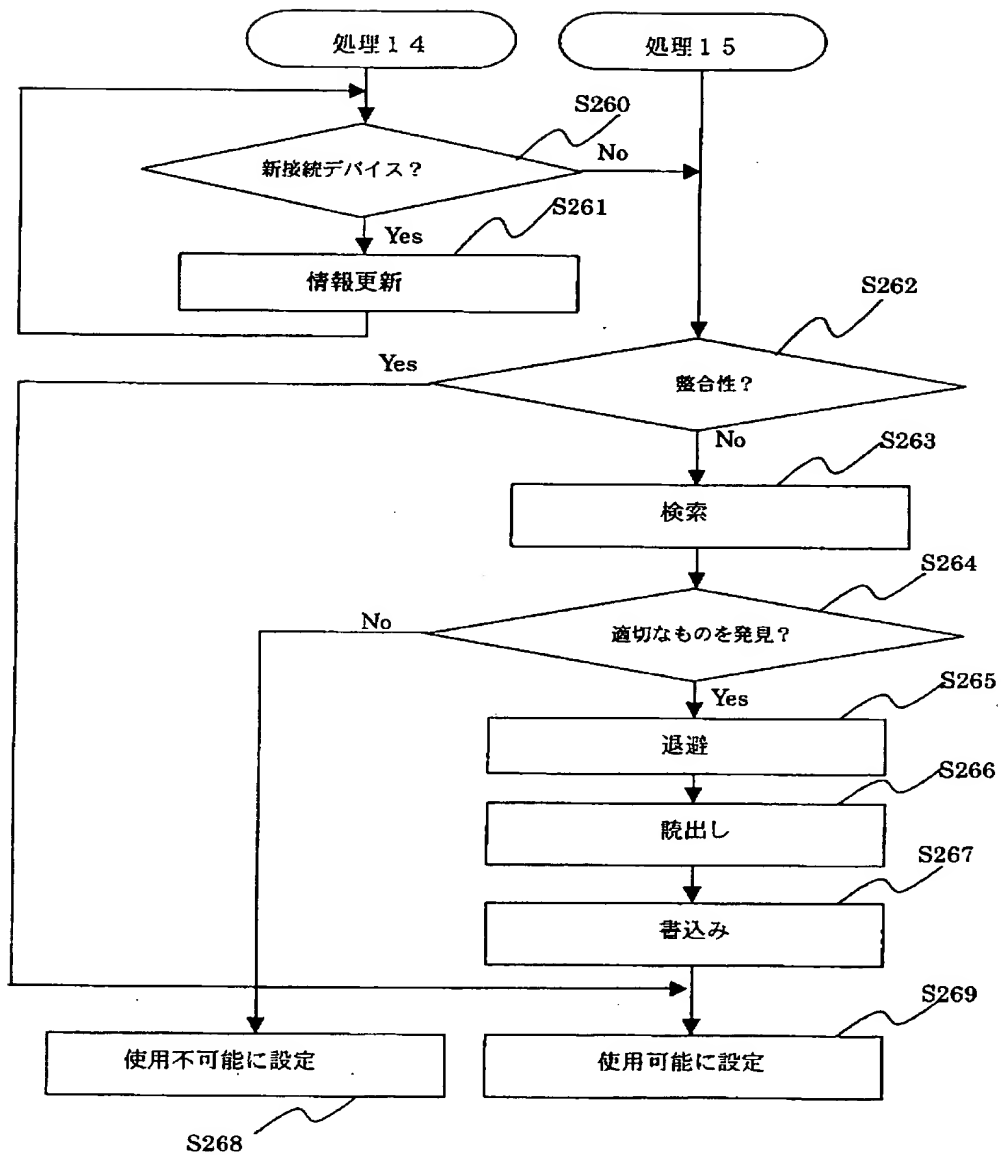 処理１４
処理１５
S260
新接統デバイス？
No
S261
Yes
情報更新
S262
Yes
整合性？
No
S263
検索
S264
No
適切なものを発見？
S265
Yes
退避
S266
読出し
S267
書込み
S269
使用不可能に設定
使用可能に設定
S268